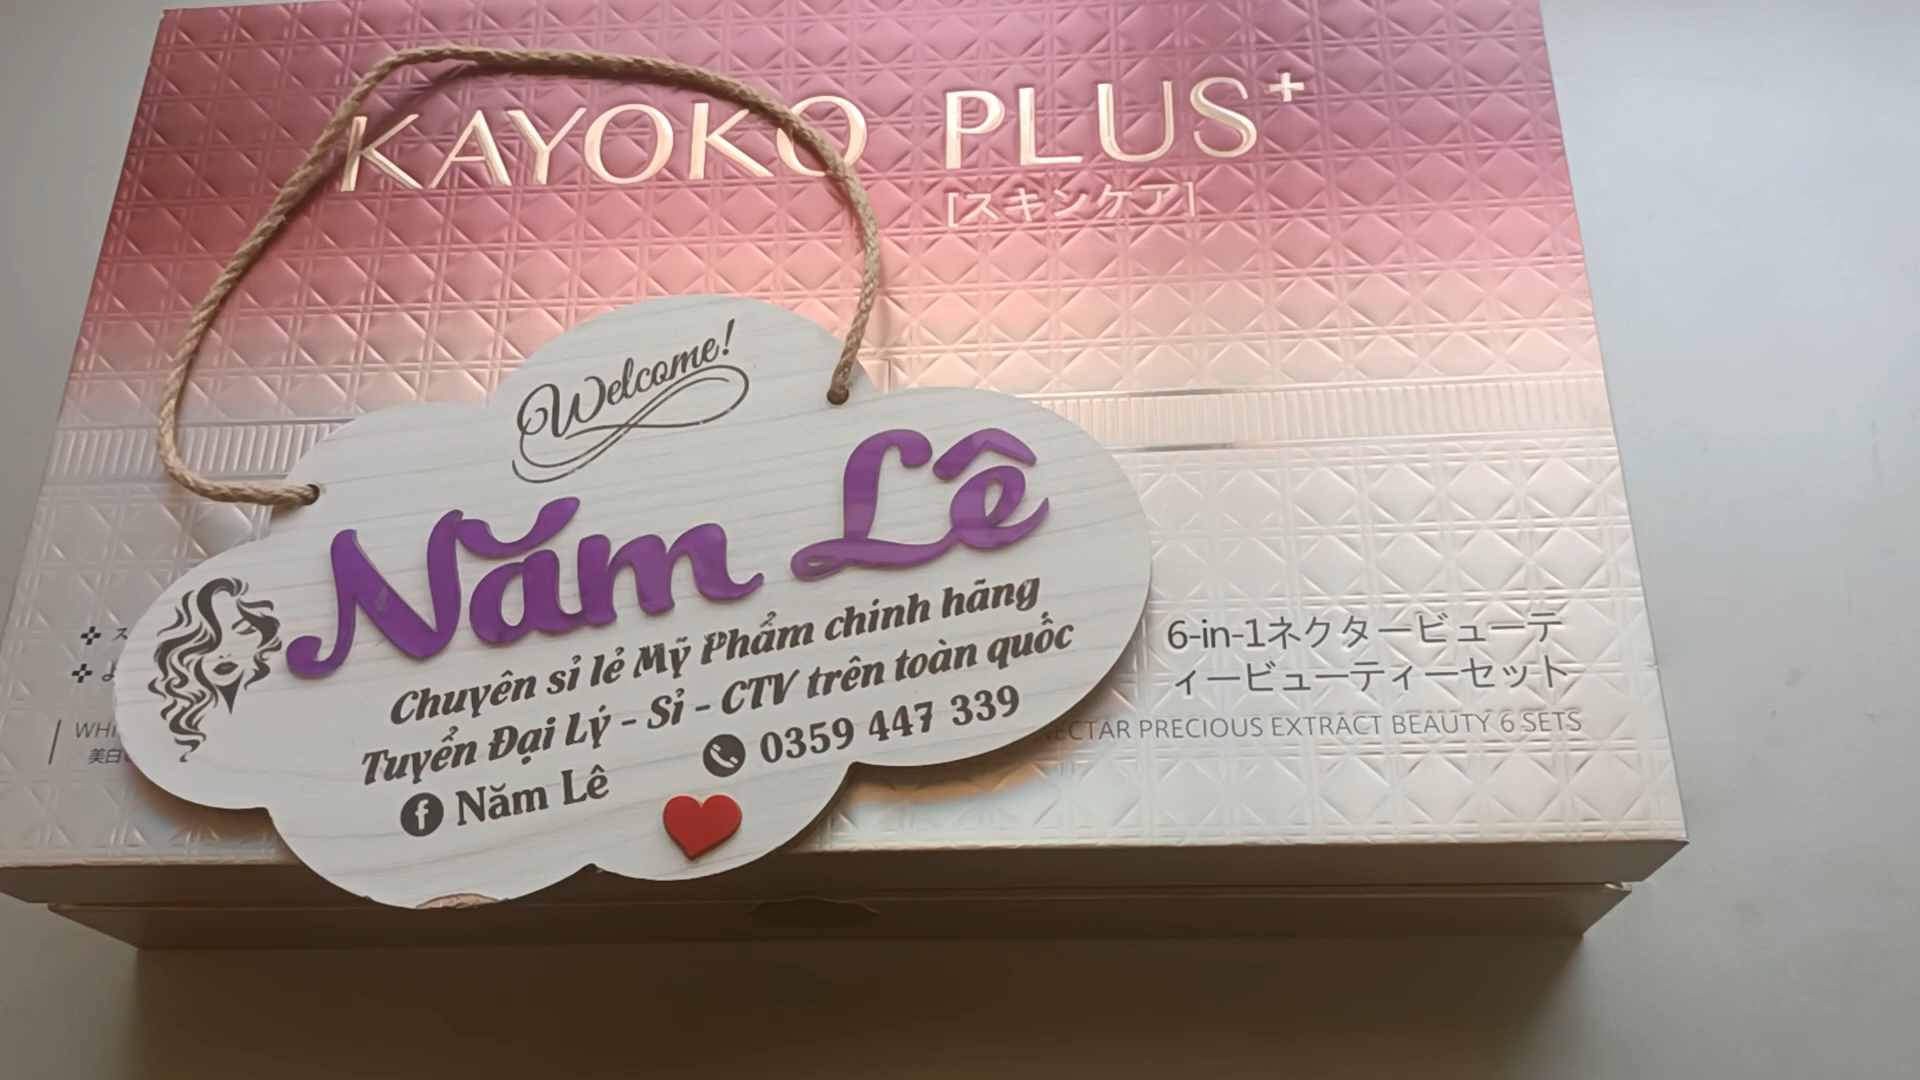 KAYOKO PLUS+
[スキンケア]
Welcome!
Năm Lê
Chuyên sỉ lẻ Mỹ Phẩm chính hãng
Tuyển Đại Lý - Sỉ - CTV trên toàn quốc
0359 447 339
Năm Lê
6-in-1ネクタービューテ
ィービューティーセット
PRECIOUS EXTRACT BEAUTY 6 SETS
美白